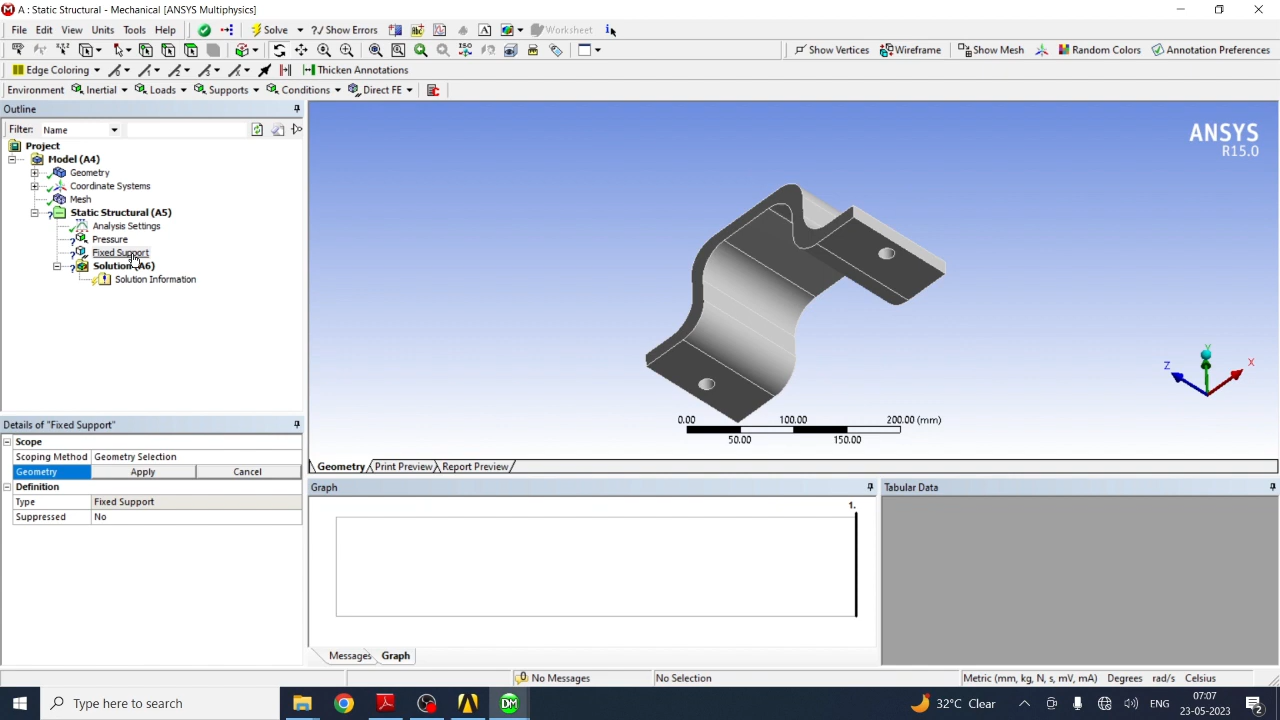 A : Static Structural - Mechanical [ANSYS Multiphysics]
File Edit View Units Tools Help Solve ?/ Show Errors Worksheet
Show Vertices Wireframe Show Mesh Random Colors Annotation Preferences
Edge Coloring Thicken Annotations
Environment Inertial Loads Supports Conditions Direct FE
Outline
Filter: Name
Project
Model (A4)
Geometry
Coordinate Systems
Mesh
Static Structural (A5)
Analysis Settings
Pressure
Fixed Support
Solution (A6)
Solution Information
ANSYS
R15.0
Y
Z
X
0.00 100.00 200.00 (mm)
50.00 150.00
Geometry Print Preview Report Preview
Details of "Fixed Support"
Scope
Scoping Method Geometry Selection
Geometry Apply Cancel
Definition
Type Fixed Support
Suppressed No
Graph
1.
Messages Graph
Tabular Data
No Messages No Selection Metric (mm, kg, N, s, mV, mA) Degrees rad/s Celsius
Type here to search
32°C Clear
ENG
07:07
23-05-2023
2